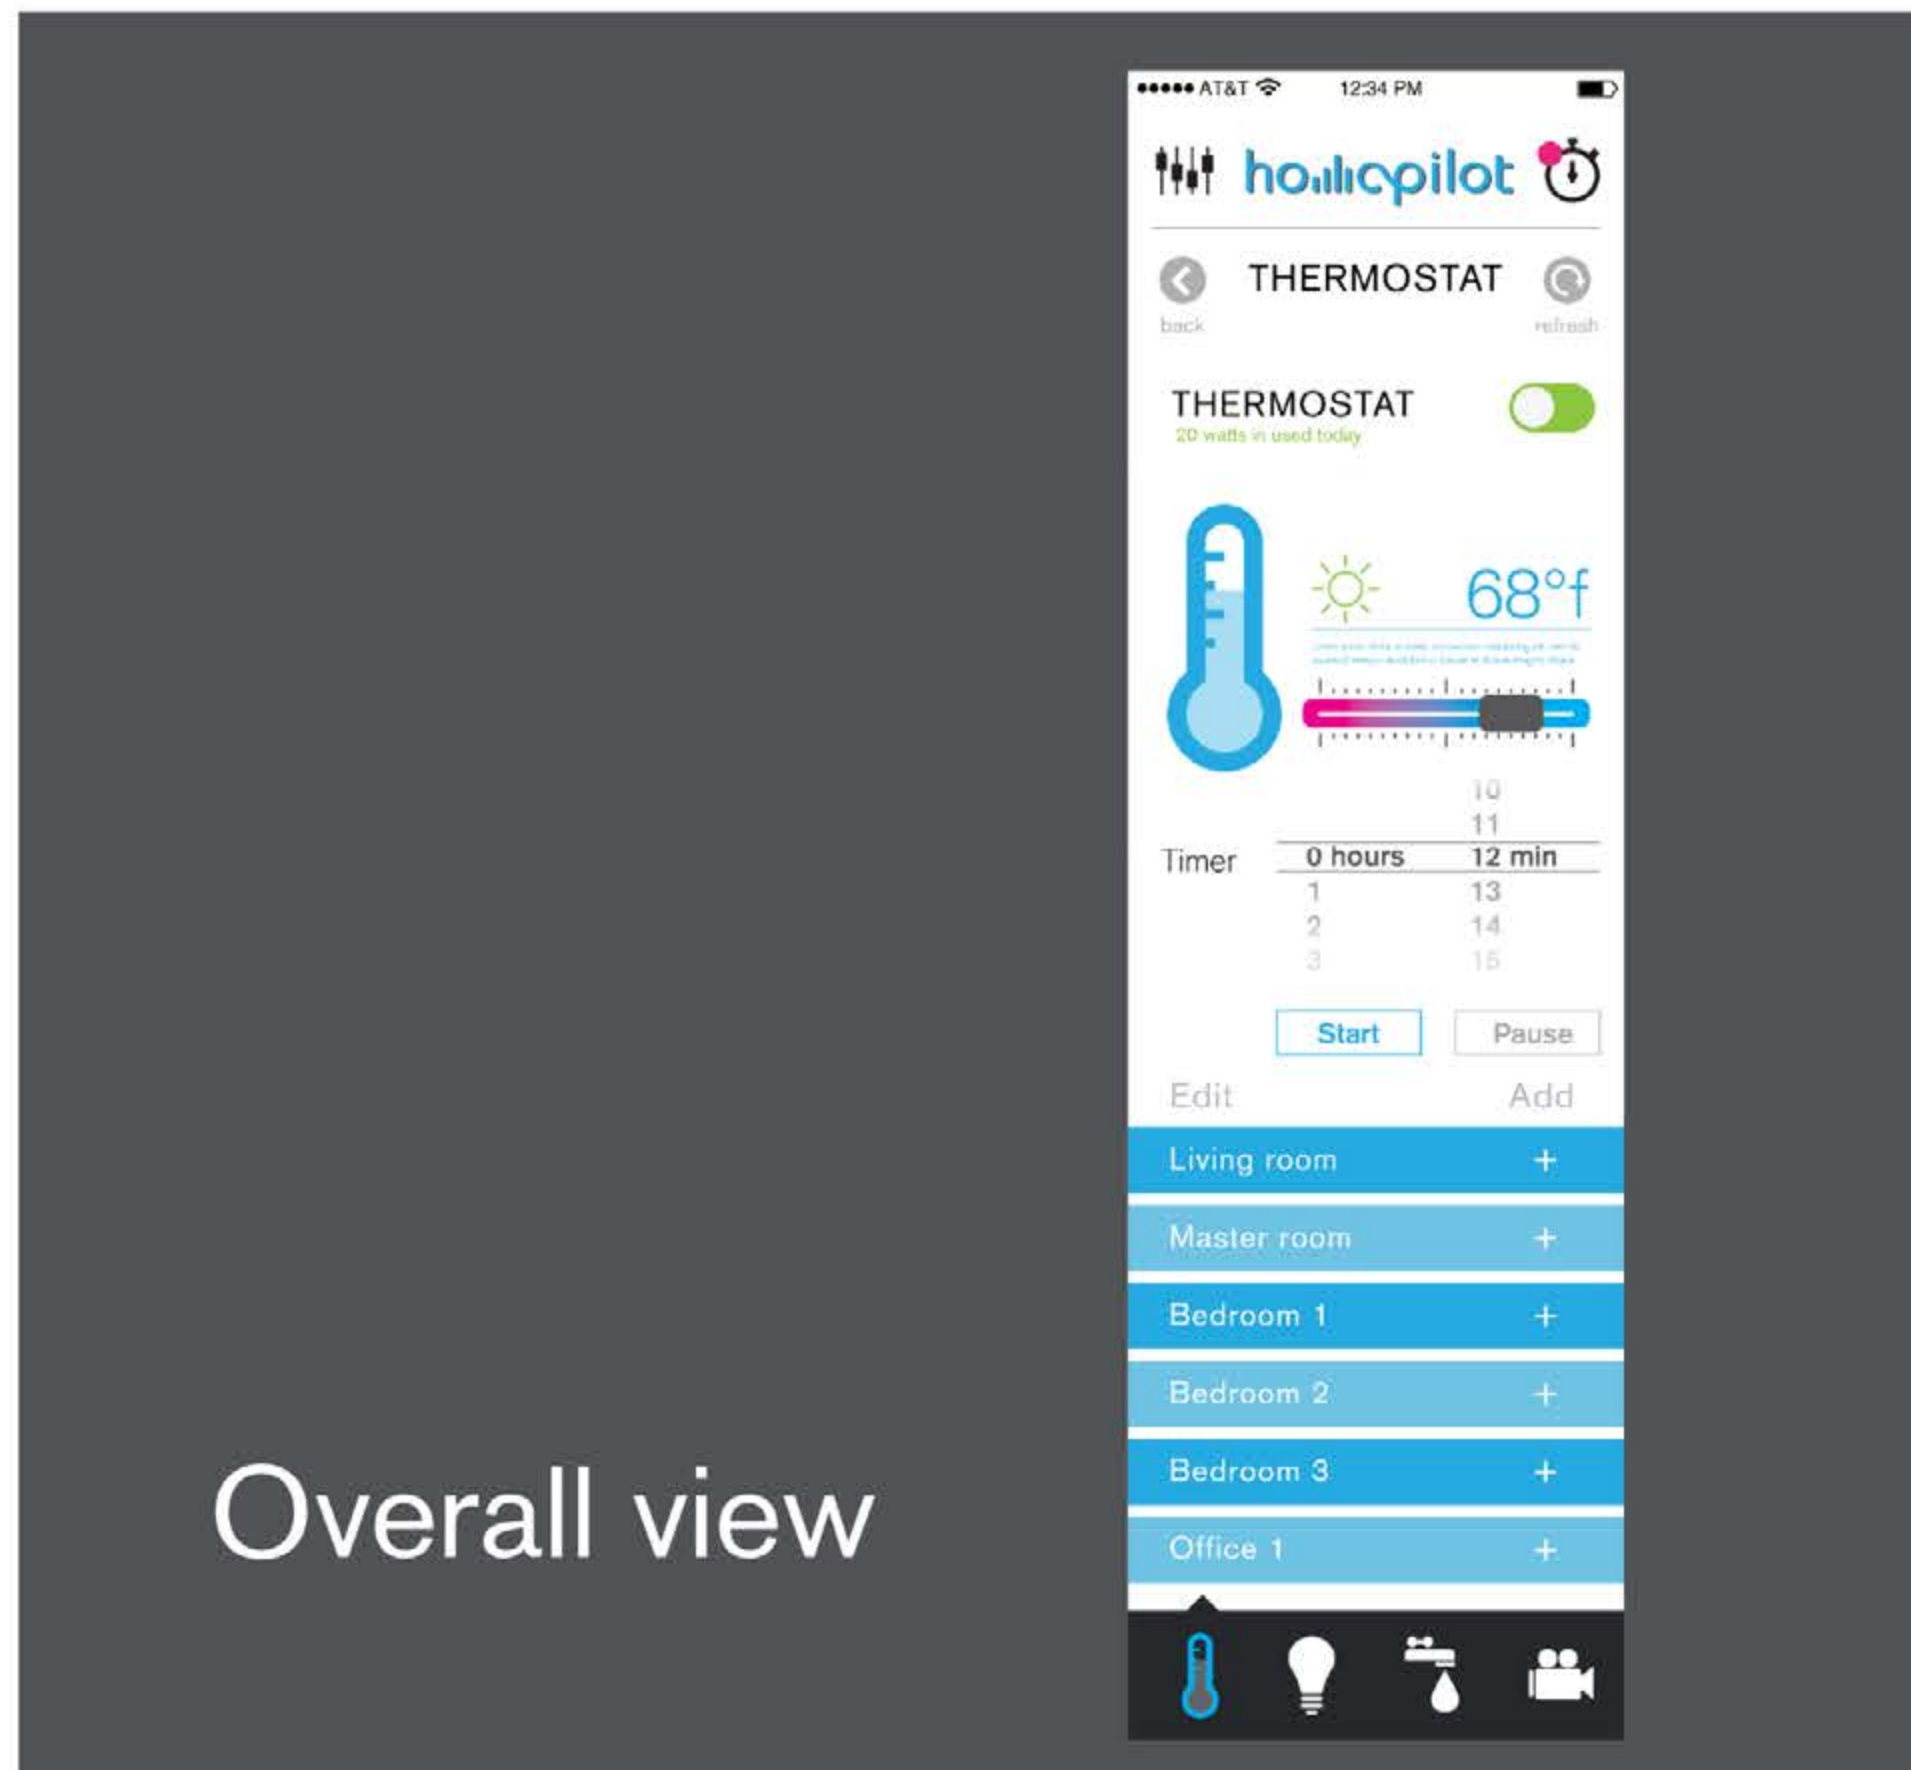 AT&T 12:34 PM
homepilot
THERMOSTAT
back refresh
THERMOSTAT
20 watts in used today
68°f
10
11
Timer 0 hours 12 min
1 13
2 14
3 15
Start Pause
Edit Add
Living room +
Master room +
Bedroom 1 +
Bedroom 2 +
Bedroom 3 +
Office 1 +
Overall view